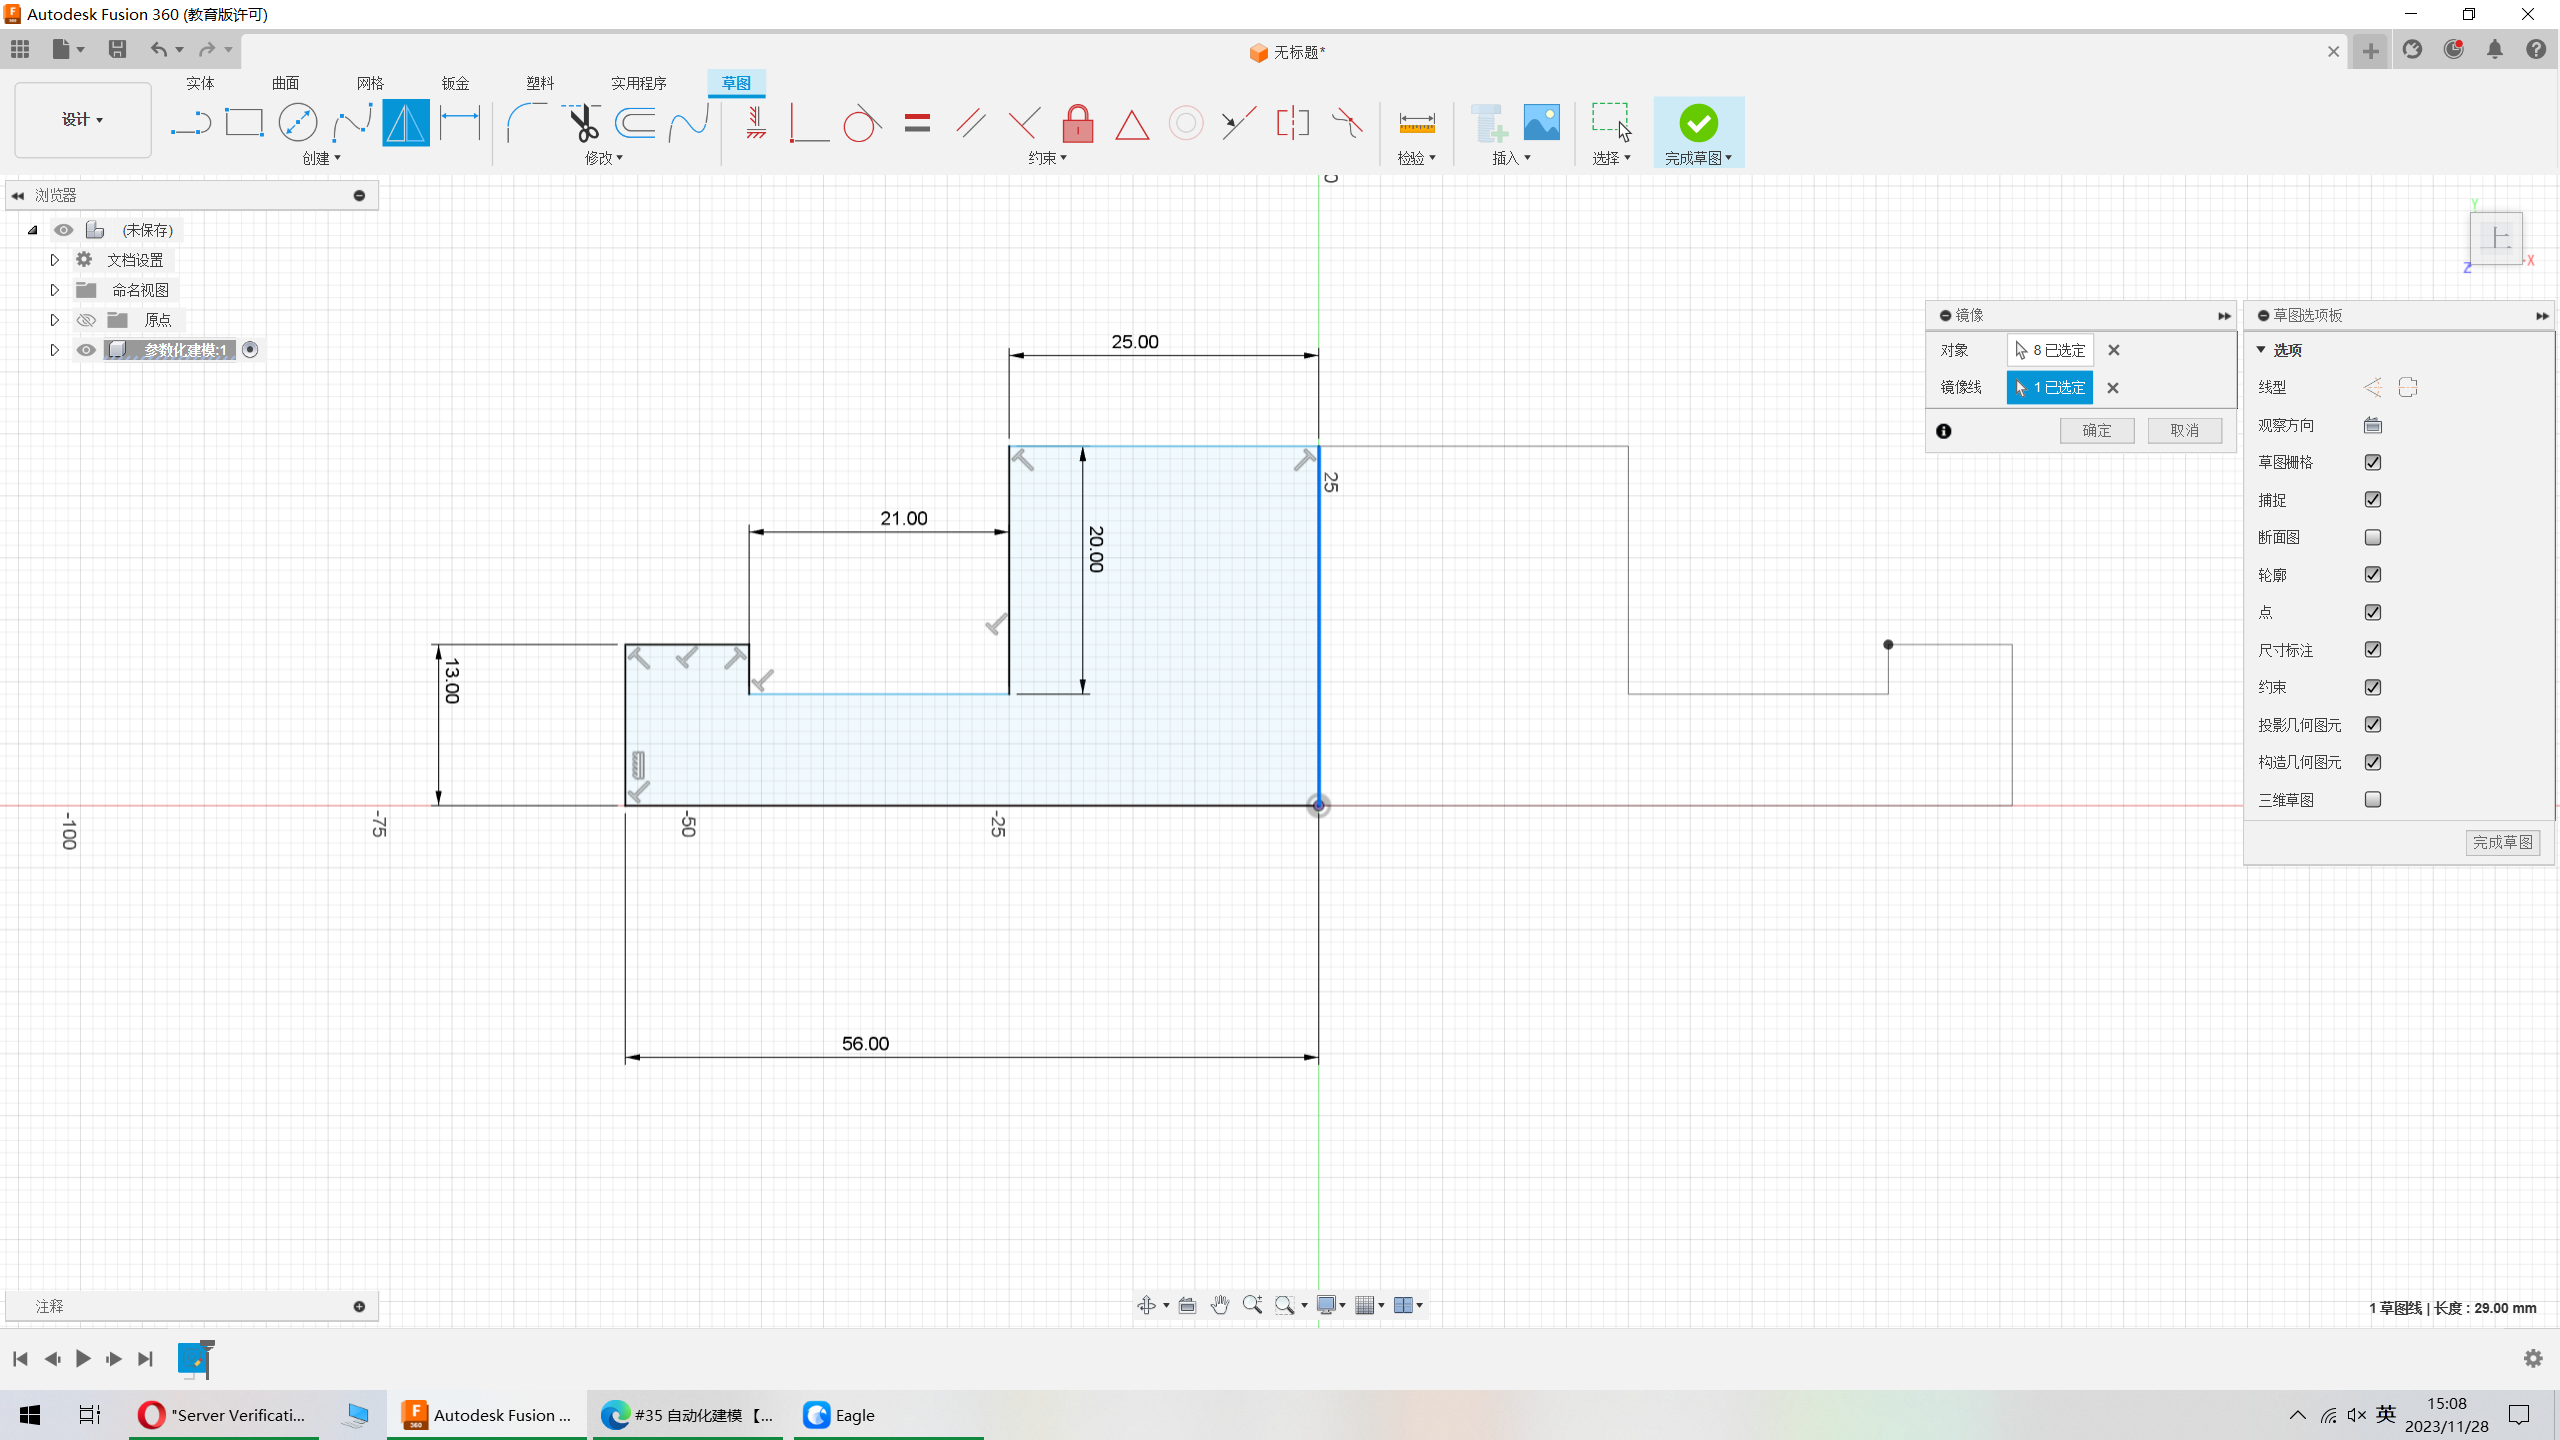 Autodesk Fusion 360 (教育版许可)
无标题*
实体 曲面 网格 钣金 塑料 实用程序 草图
设计
创建 修改 约束 检验 插入 选择 完成草图
浏览器
(未保存)
文档设置
命名视图
原点
参数化建模:1
0
Y
上
Z
X
镜像
对象 8 已选定
镜像线 1 已选定
确定 取消
草图选项板
选项
线型
观察方向
草图栅格
捕捉
断面图
轮廓
点
尺寸标注
约束
投影几何图元
构造几何图元
三维草图
完成草图
25.00
25
21.00
20.00
13.00
-100 -75 -50 -25
56.00
注释
1 草图线 | 长度 : 29.00 mm
"Server Verificati...
F
360
Autodesk Fusion ...
#35 自动化建模 【...
Eagle
英
15:08
2023/11/28